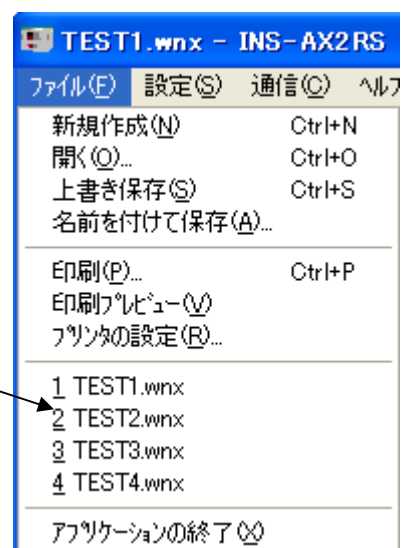 TEST1.wnx - INS-AX2RS
ﾌｧｲﾙ(F) 設定(S) 通信(C) ﾍﾙ
新規作成(N) Ctrl+N
開く(O)... Ctrl+O
上書き保存(S) Ctrl+S
名前を付けて保存(A)...
印刷(P)... Ctrl+P
印刷ﾌﾟﾚﾋﾞｭｰ(V)
ﾌﾟﾘﾝﾀの設定(R)...
1 TEST1.wnx
2 TEST2.wnx
3 TEST3.wnx
4 TEST4.wnx
ｱﾌﾟﾘｹｰｼｮﾝの終了(X)